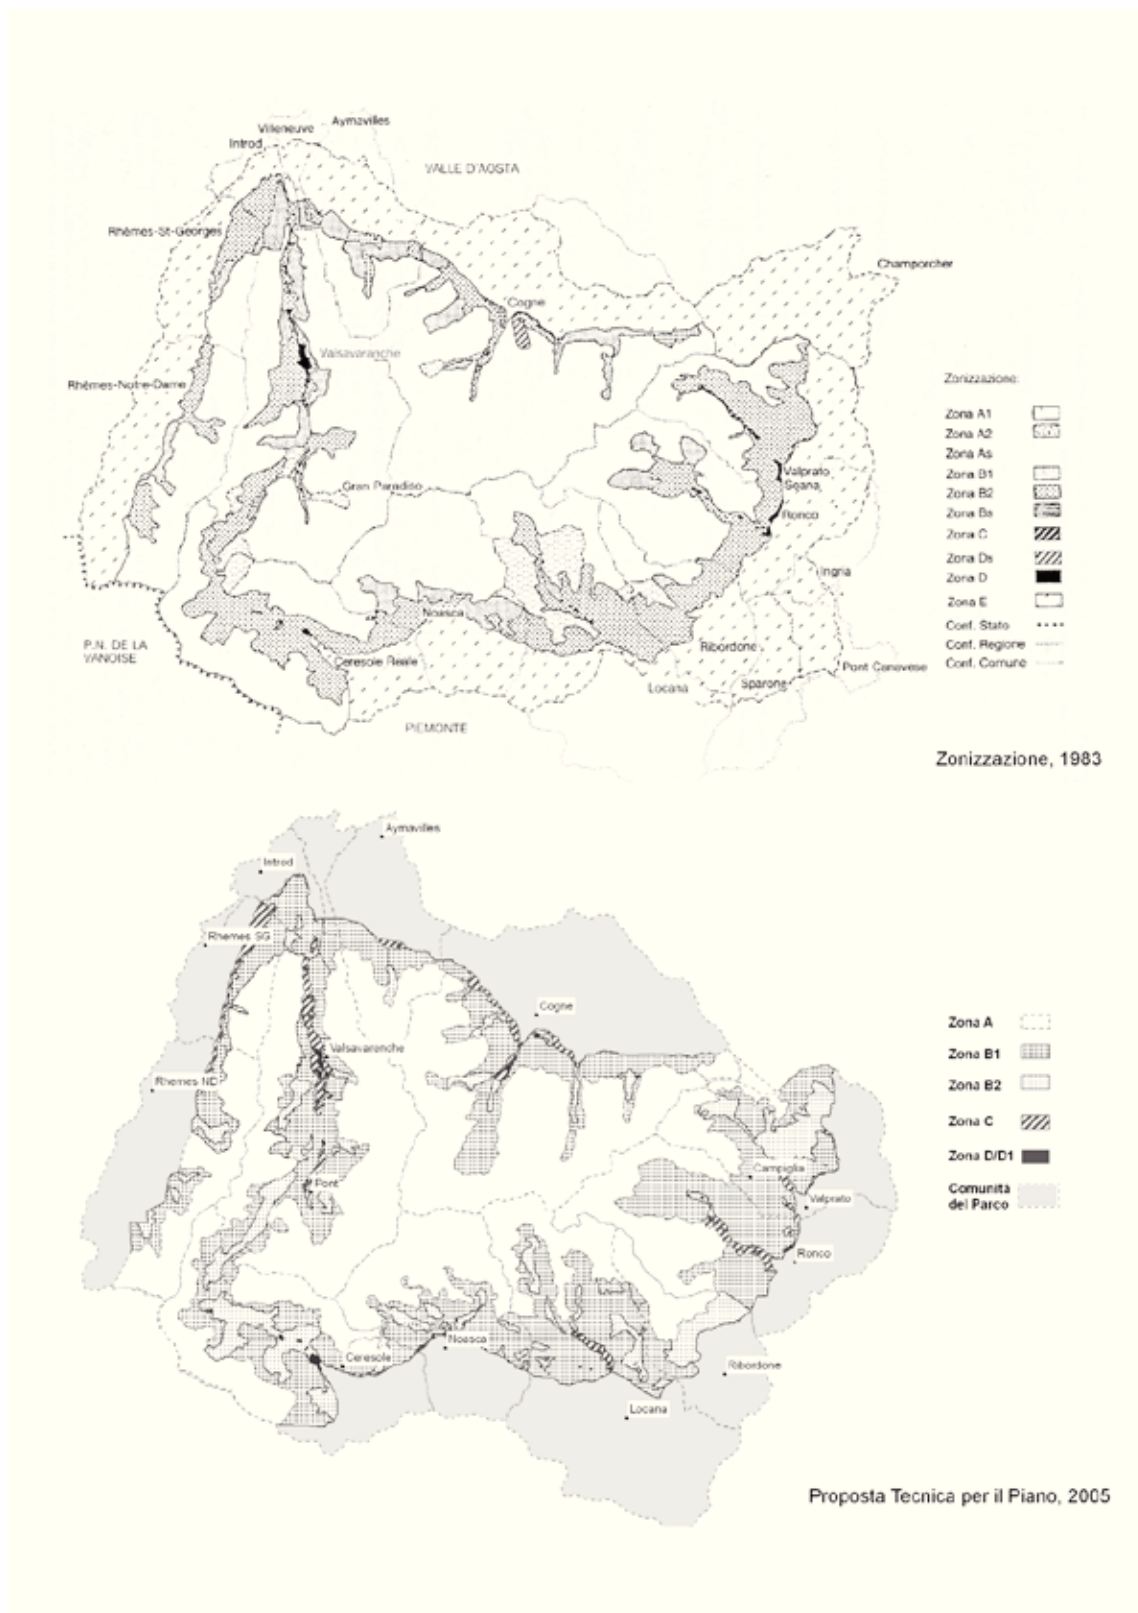 Aymavilles
Villeneuve
Introd
VALLE D'AOSTA
Rhèmes-St-Georges
Champorcher
Cogne
Valsavaranche
Zonizzazione:
Rhêmes-Notre-Dame
Zona A1
Zona A2
Zona As
Zona B1
Zona B2
Zona Bs
Zona C
Zona Ds
Zona D
Zona E
Conf. Stato
Conf. Regione
Conf. Comune
Valprato
Soana
Gran Paradiso
Ronco
Ingria
Noasca
P.N. DE LA
VANOISE
Ribordone
Ceresole Reale
Pont Canavese
Locana
Sparone
PIEMONTE
Zonizzazione, 1983
Aymavilles
Introd
Rhemes SG
Cogne
Valsavarenche
Rhemes ND
Zona A
Zona B1
Zona B2
Zona C
Zona D/D1
Comunita
del Parco
Campiglia
Pont
Valprato
Ronco
Noasca
Ceresole
Ribordone
Locana
Proposta Tecnica per il Piano, 2005